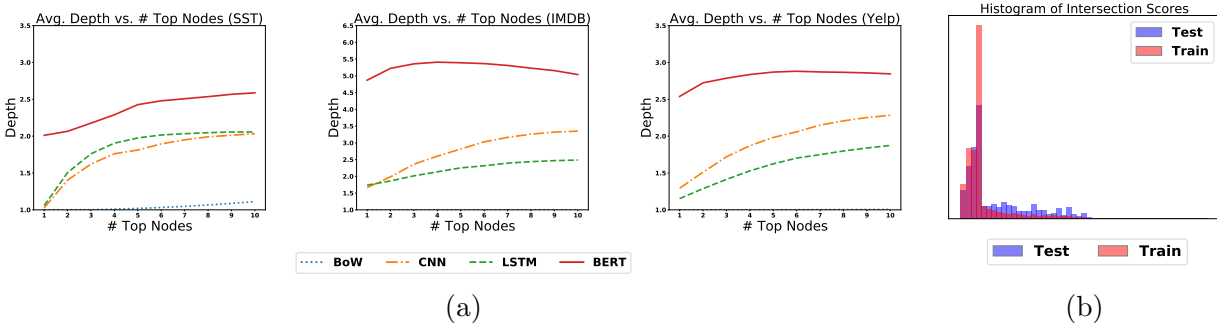 Avg. Depth vs. # Top Nodes (SST)
3.5
3.0
2.5
2.0
1.5
1.0
Depth
1 2 3 4 5 6 7 8 9 10
# Top Nodes
Avg. Depth vs. # Top Nodes (IMDB)
6.5
6.0
5.5
5.0
4.5
4.0
3.5
3.0
2.5
2.0
1.5
1.0
Depth
1 2 3 4 5 6 7 8 9 10
# Top Nodes
Avg. Depth vs. # Top Nodes (Yelp)
3.5
3.0
2.5
2.0
1.5
1.0
Depth
1 2 3 4 5 6 7 8 9 10
# Top Nodes
BoW CNN LSTM BERT
(a)
Histogram of Intersection Scores
Test
Train
Test Train
(b)